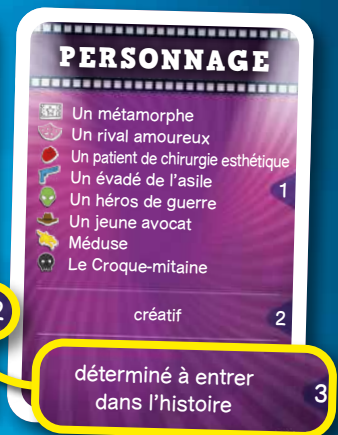 PERSONNAGE
Un métamorphe
Un rival amoureux
Un patient de chirurgie esthétique
Un évadé de l'asile
Un héros de guerre
Un jeune avocat
Méduse
Le Croque-mitaine
1
créatif
2
2
déterminé à entrer
dans l'histoire
3